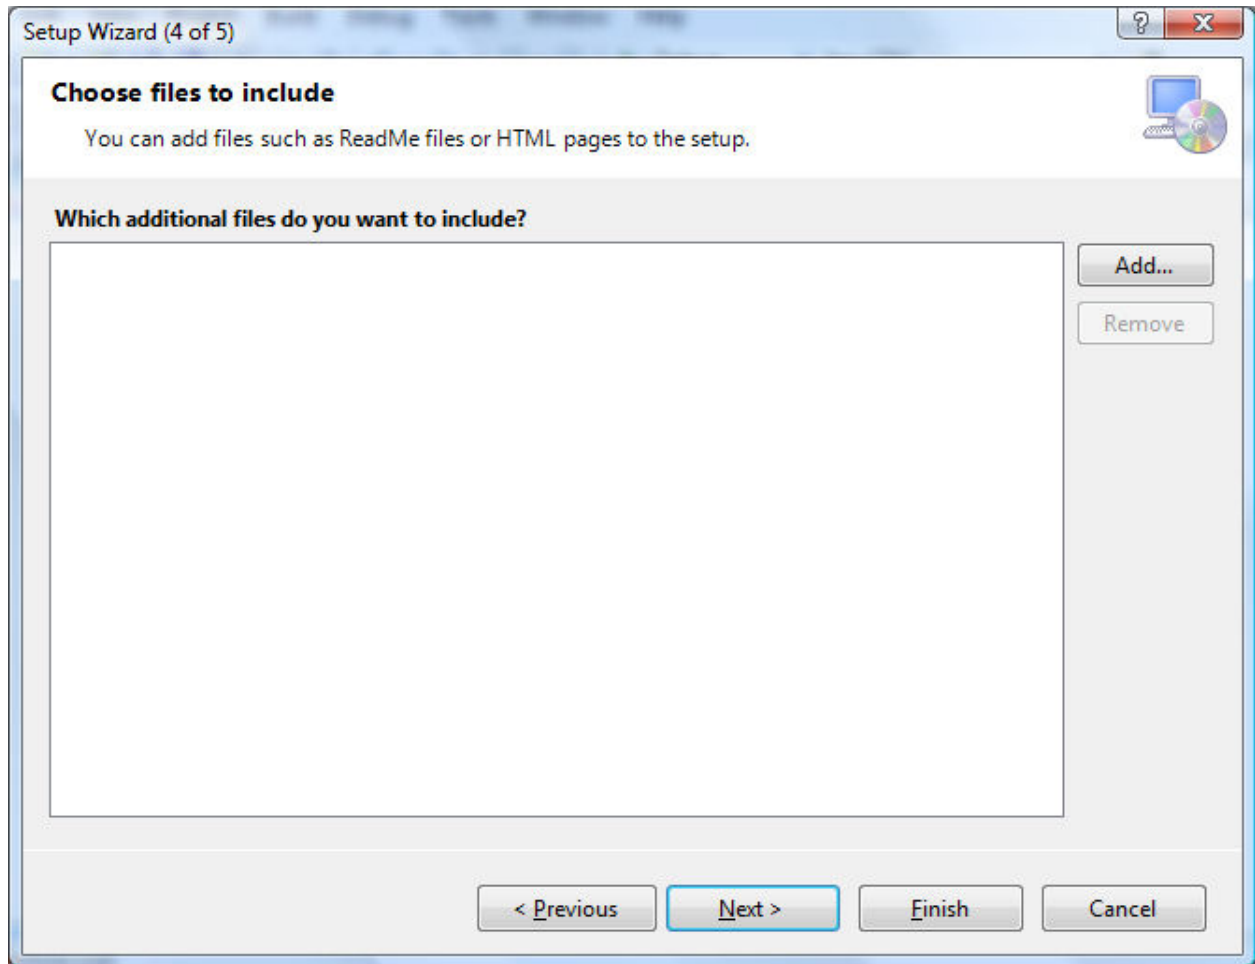 Setup Wizard (4 of 5)
Choose files to include
You can add files such as ReadMe files or HTML pages to the setup.
Which additional files do you want to include?
Add...
Remove
< Previous
Next >
Finish
Cancel